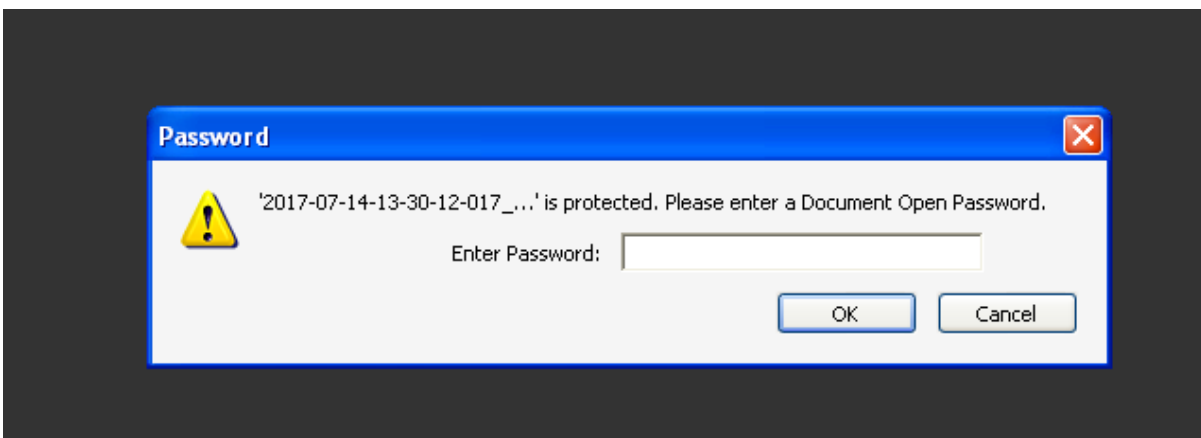 Password
'2017-07-14-13-30-12-017_...' is protected. Please enter a Document Open Password.
Enter Password:
OK Cancel